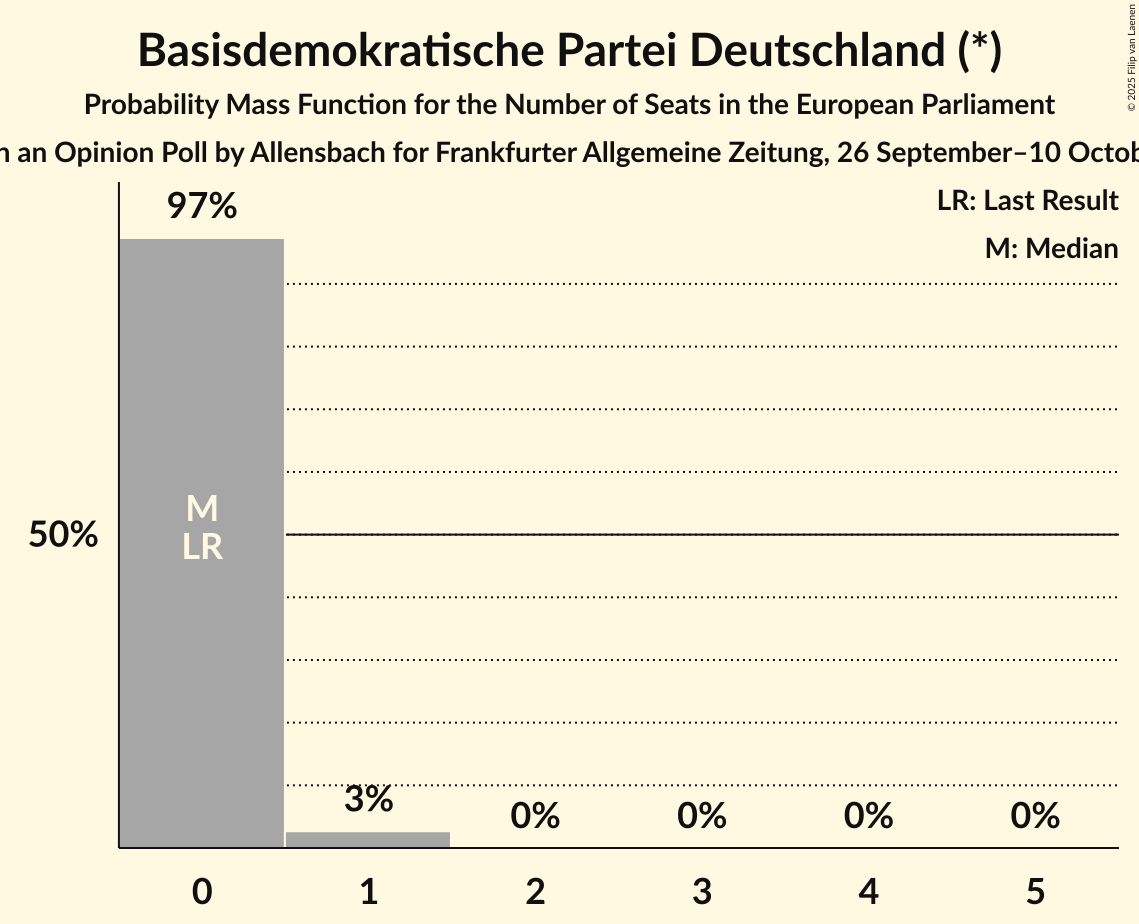 Basisdemokratische Partei Deutschland (*)
Probability Mass Function for the Number of Seats in the European Parliament
an Opinion Poll by Allensbach for Frankfurter Allgemeine Zeitung, 26 September–10
© 2025 Filip van Laenen
LR: Last Result
M: Median
97%
M
LR
50%
3%
0%
0%
0%
0%
0
1
2
3
4
5